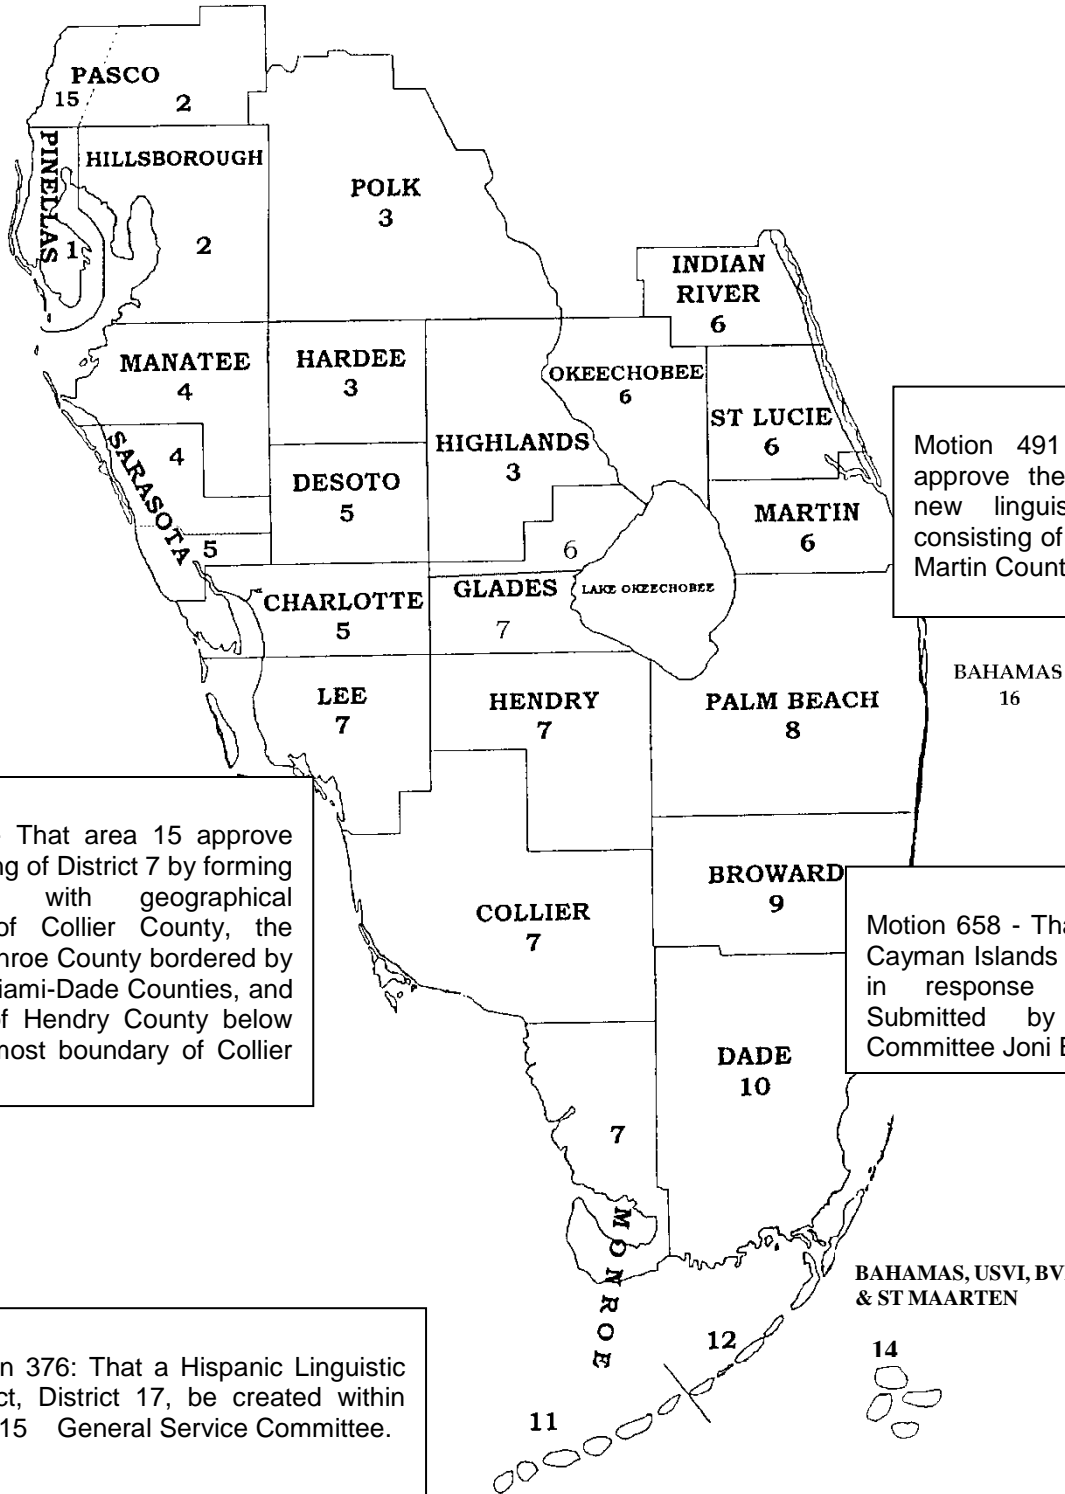 PASCO
15
2
PINELLAS
1
HILLSBOROUGH
2
POLK
3
INDIAN
RIVER
6
MANATEE
4
HARDEE
3
OKEECHOBEE
6
ST LUCIE
6
SARASOTA
4
5
HIGHLANDS
3
DESOTO
5
MARTIN
6
Motion 491
approve the
new linguis
consisting of
Martin Count
6
GLADES
7
LAKE OKEECHOBEE
CHARLOTTE
5
LEE
7
HENDRY
7
PALM BEACH
8
BAHAMAS
16
That area 15 approve
ng of District 7 by forming
with geographical
of Collier County, the
nroe County bordered by
iami-Dade Counties, and
of Hendry County below
most boundary of Collier
COLLIER
7
BROWARD
9
Motion 658 - Tha
Cayman Islands
in response
Submitted by
Committee Joni E
DADE
10
7
MONROE
BAHAMAS, USVI, BV
& ST MAARTEN
14
12
11
n 376: That a Hispanic Linguistic
ct, District 17, be created within
15 General Service Committee.